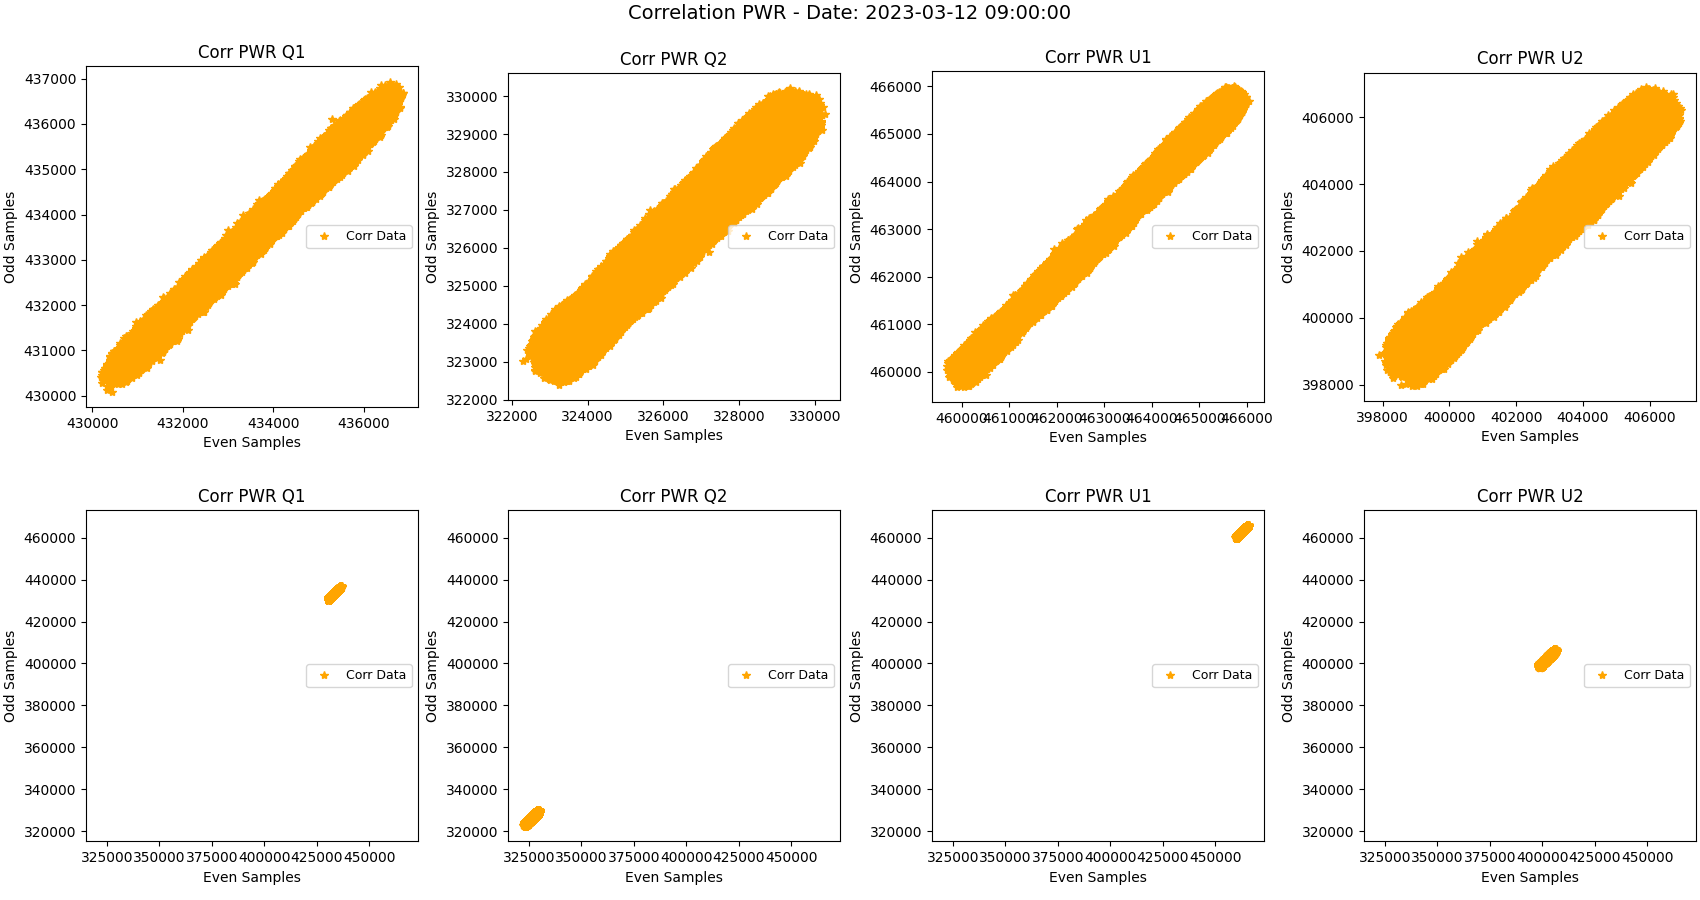 Correlation PWR - Date: 2023-03-12 09:00:00
Corr PWR Q1
437000
436000
435000
434000
433000
432000
431000
430000
Odd Samples
Corr Data
430000 432000 434000 436000
Even Samples
Corr PWR Q2
330000
329000
328000
327000
326000
325000
324000
323000
322000
Odd Samples
Corr Data
322000 324000 326000 328000 330000
Even Samples
Corr PWR U1
466000
465000
464000
463000
462000
461000
460000
Odd Samples
Corr Data
460000 461000 462000 463000 464000 465000 466000
Even Samples
Corr PWR U2
406000
404000
402000
400000
398000
Odd Samples
Corr Data
398000 400000 402000 404000 406000
Even Samples
Corr PWR Q1
460000
440000
420000
400000
380000
360000
340000
320000
Odd Samples
Corr Data
325000 350000 375000 400000 425000 450000
Even Samples
Corr PWR Q2
460000
440000
420000
400000
380000
360000
340000
320000
Odd Samples
Corr Data
325000 350000 375000 400000 425000 450000
Even Samples
Corr PWR U1
460000
440000
420000
400000
380000
360000
340000
320000
Odd Samples
Corr Data
325000 350000 375000 400000 425000 450000
Even Samples
Corr PWR U2
460000
440000
420000
400000
380000
360000
340000
320000
Odd Samples
Corr Data
325000 350000 375000 400000 425000 450000
Even Samples